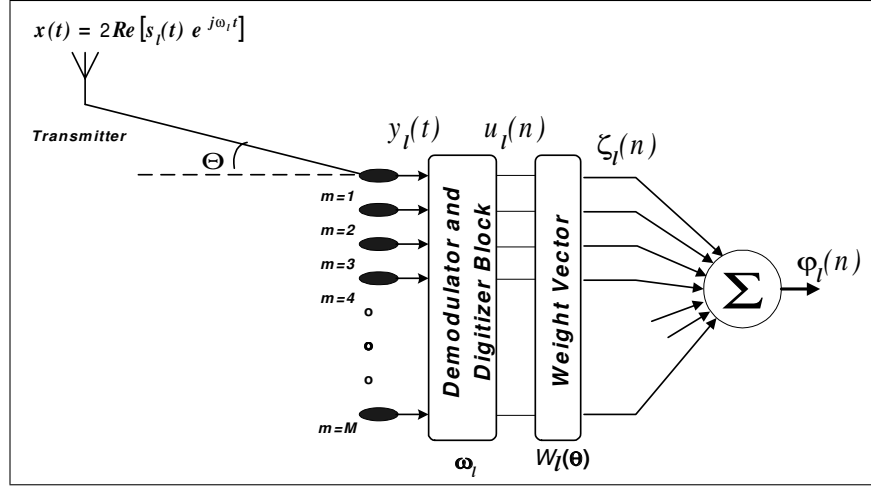 x(t) = 2Re[s_l(t) e^{jω_l t}]
Transmitter
Θ
y_l(t)
u_l(n)
ζ_l(n)
m=1
m=2
m=3
m=4
m=M
Demodulator and
Digitizer Block
Weight Vector
Σ
φ_l(n)
ω_l
W_l(θ)